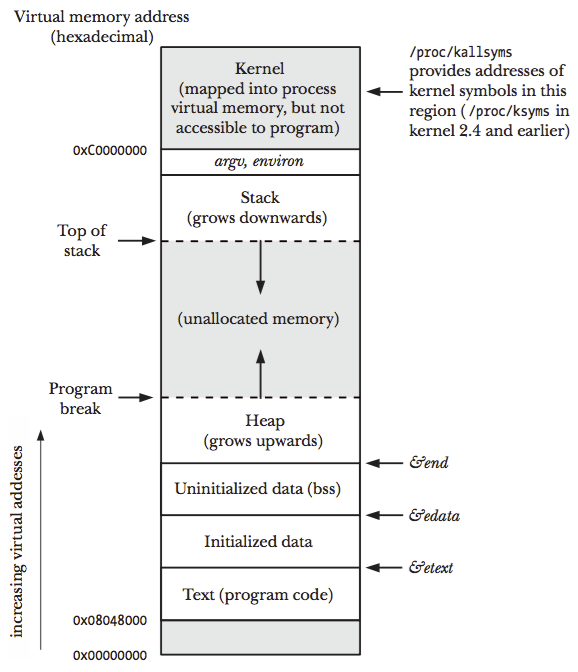 Virtual memory address
(hexadecimal)
/proc/kallsyms
provides addresses of
kernel symbols in this
region (/proc/ksyms in
kernel 2.4 and earlier)
Kernel
(mapped into process
virtual memory, but not
accessible to program)
0xC0000000
argv, environ
Stack
(grows downwards)
Top of
stack
(unallocated memory)
Program
break
Heap
(grows upwards)
&end
Uninitialized data (bss)
&edata
Initialized data
&etext
Text (program code)
0x08048000
0x00000000
increasing virtual addesses